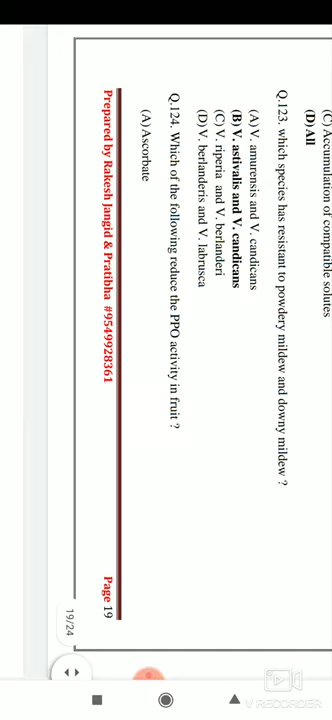 (C) Accumulation of compatible solutes
(D) All
Q.123. which species has resistant to powdery mildew and downy mildew ?
(A) V. amurensis and V. candicans
(B) V. astivalis and V. candicans
(C) V. riperia and V. berlanderi
(D) V. berlanderis and V. labrusca
Q.124. Which of the following reduce the PPO activity in fruit ?
(A) Ascorbate
Prepared by Rakesh Jangid & Pratibha #9549928361
Page 19
19/24
V RECORDER